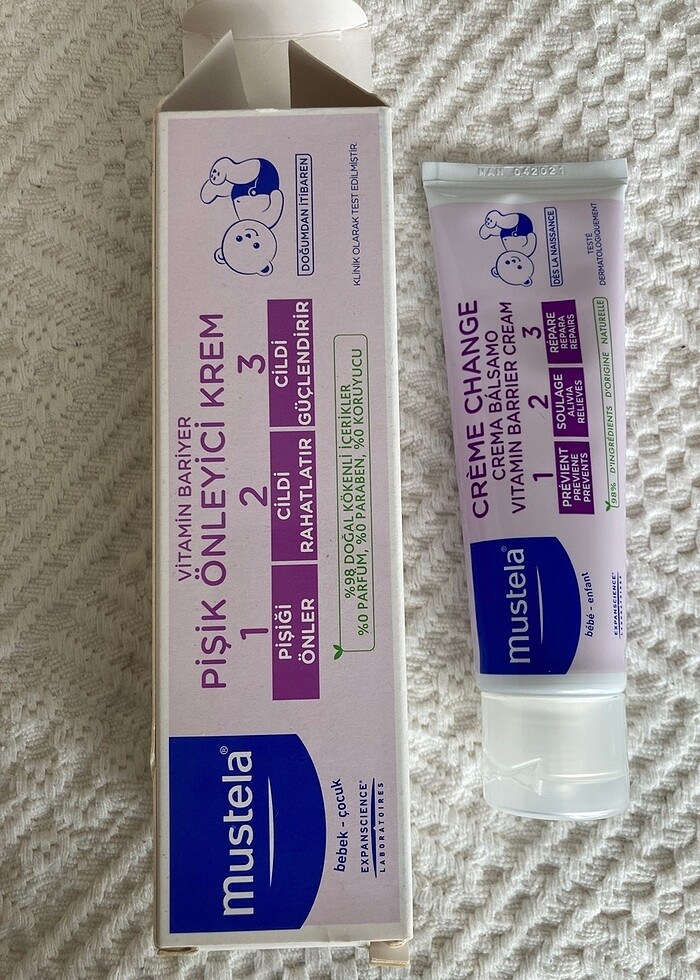 mustela®
bebek - çocuk
EXPANSCIENCE®
LABORATOIRES
VİTAMİN BARİYER
PİŞİK ÖNLEYİCİ KREM
1
PİŞİĞİ
ÖNLER
2
CİLDİ
RAHATLATIR
3
CİLDİ
GÜÇLENDİRİR
%98 DOĞAL KÖKENLİ İÇERİKLER
%0 PARFÜM, %0 PARABEN, %0 KORUYUCU
DOĞUMDAN İTİBAREN
KLİNİK OLARAK TEST EDİLMİŞTİR.
MAN 042021
mustela®
bébé - enfant
EXPANSCIENCE®
LABORATOIRES
CRÈME CHANGE
CREMA BÁLSAMO
VITAMIN BARRIER CREAM
1
PRÉVIENT
PREVIENE
PREVENTS
2
SOULAGE
ALIVIA
RELIEVES
3
RÉPARE
REPARA
REPAIRS
98% D'INGRÉDIENTS D'ORIGINE NATURELLE
DÈS LA NAISSANCE
TESTÉ
DERMATOLOGIQUEMENT